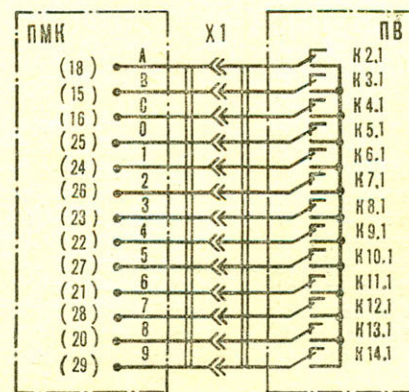 ПМК X1 ПВ
(18) A K2.1
(15) B K3.1
(16) C K4.1
(25) 0 K5.1
(24) 1 K6.1
(26) 2 K7.1
(23) 3 K8.1
(22) 4 K9.1
(27) 5 K10.1
(21) 6 K11.1
(28) 7 K12.1
(20) 8 K13.1
(29) 9 K14.1